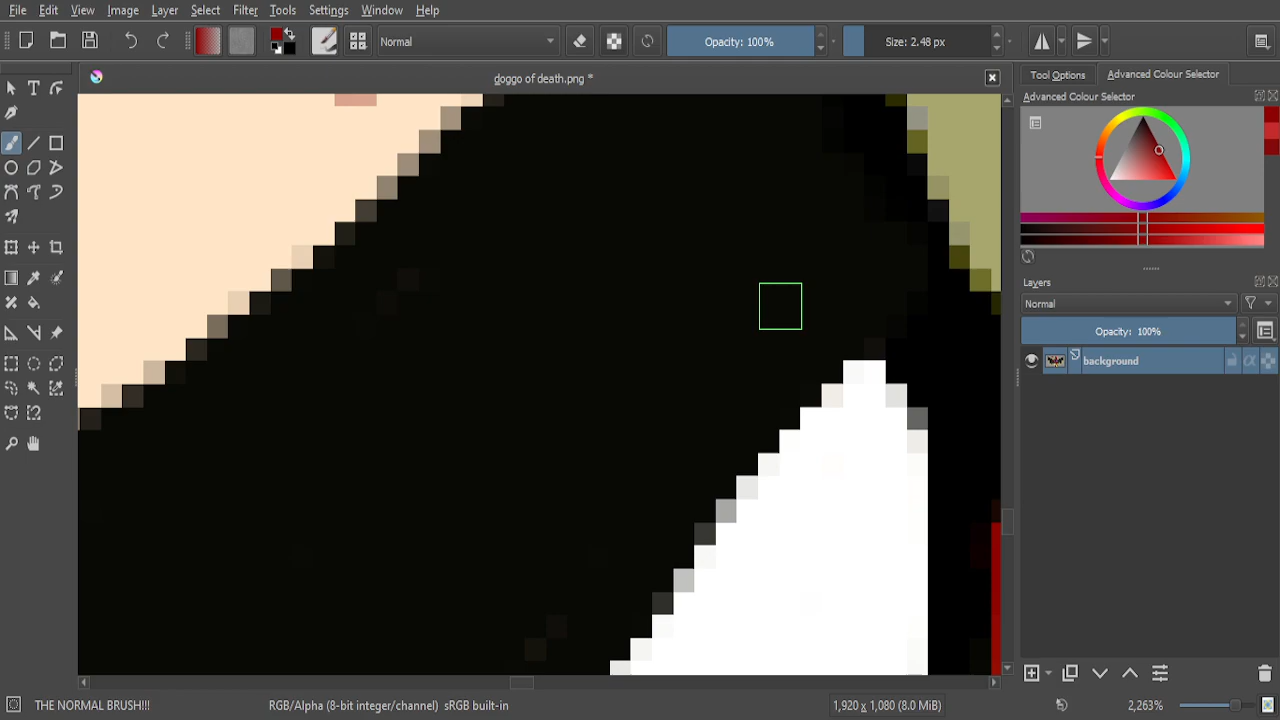 File Edit View Image Layer Select Filter Tools Settings Window Help
Normal
Opacity: 100%
Size: 2.48 px
doggo of death.png *
Tool Options
Advanced Colour Selector
Advanced Colour Selector
Layers
Normal
Opacity: 100%
background
THE NORMAL BRUSH!!!
RGB/Alpha (8-bit integer/channel) sRGB built-in
1,920 x 1,080 (8.0 MiB)
2,263%